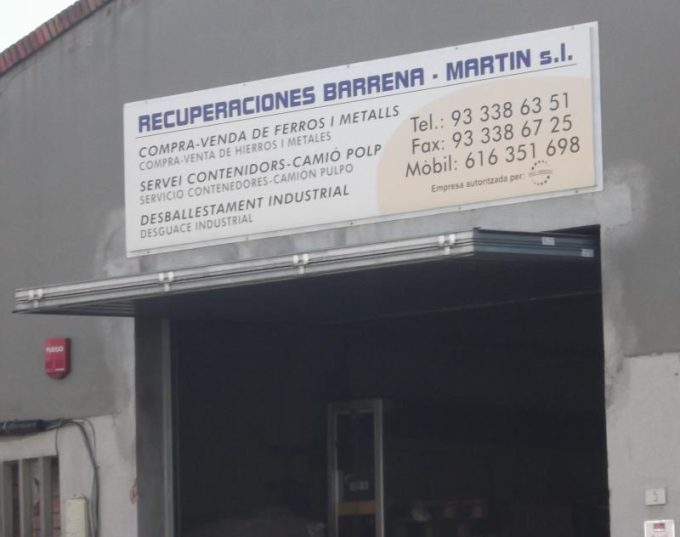 RECUPERACIONES BARRENA - MARTIN s.l.
COMPRA-VENDA DE FERROS I METALLS
COMPRA-VENTA DE HIERROS I METALES
SERVEI CONTENIDORS-CAMIÓ POLP
SERVICIO CONTENEDORES-CAMION PULPO
DESBALLESTAMENT INDUSTRIAL
DESGUACE INDUSTRIAL
Tel.: 93 338 63 51
Fax: 93 338 67 25
Mòbil: 616 351 698
Empresa autoritzada per:
FUEGO